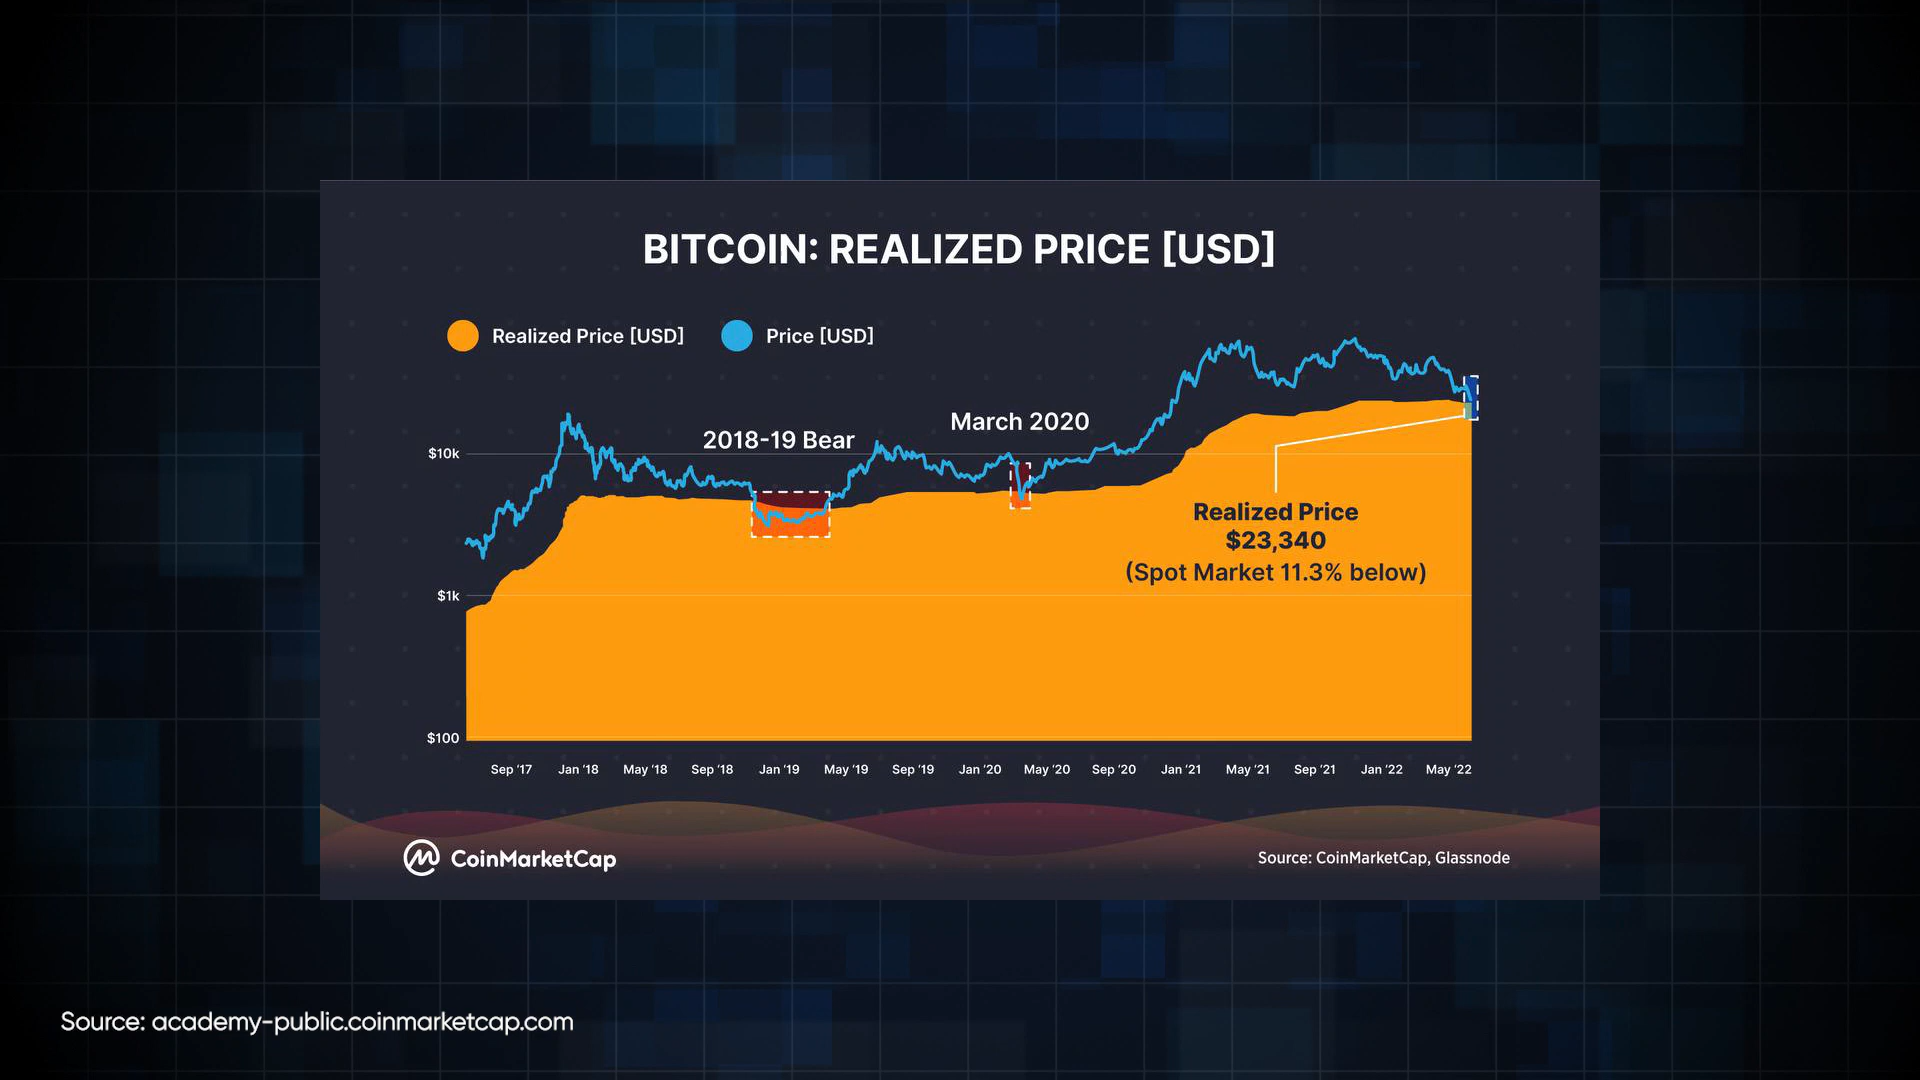 BITCOIN: REALIZED PRICE [USD]
Realized Price [USD]
Price [USD]
March 2020
2018-19 Bear
$10k
Realized Price
$23,340
(Spot Market 11.3% below)
$1k
$100
Sep '17 Jan '18 May '18 Sep '18 Jan '19 May '19 Sep '19 Jan '20 May '20 Sep '20 Jan '21 May '21 Sep '21 Jan '22 May '22
CoinMarketCap
Source: CoinMarketCap, Glassnode
Source: academy-public.coinmarketcap.com